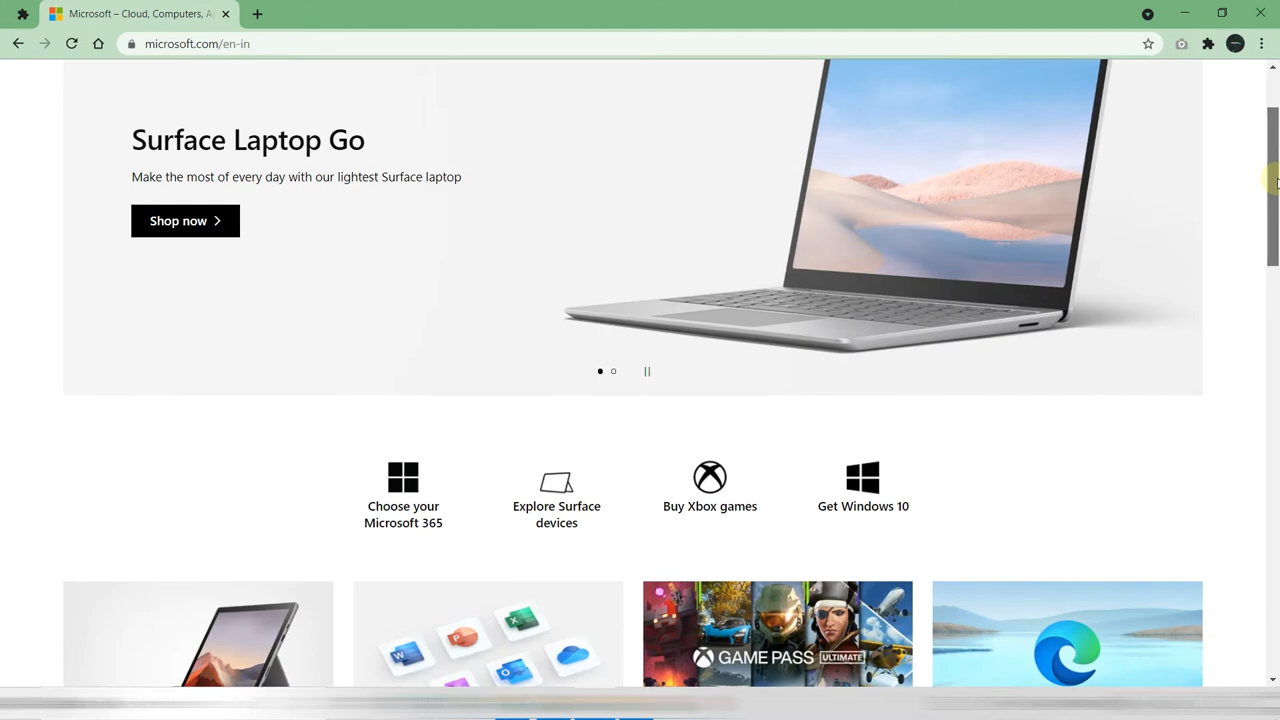 Microsoft – Cloud, Computers, A
microsoft.com/en-in
Surface Laptop Go
Make the most of every day with our lightest Surface laptop
Shop now
Choose your
Microsoft 365
Explore Surface
devices
Buy Xbox games
Get Windows 10
W
P
X
O
GAME PASS ULTIMATE